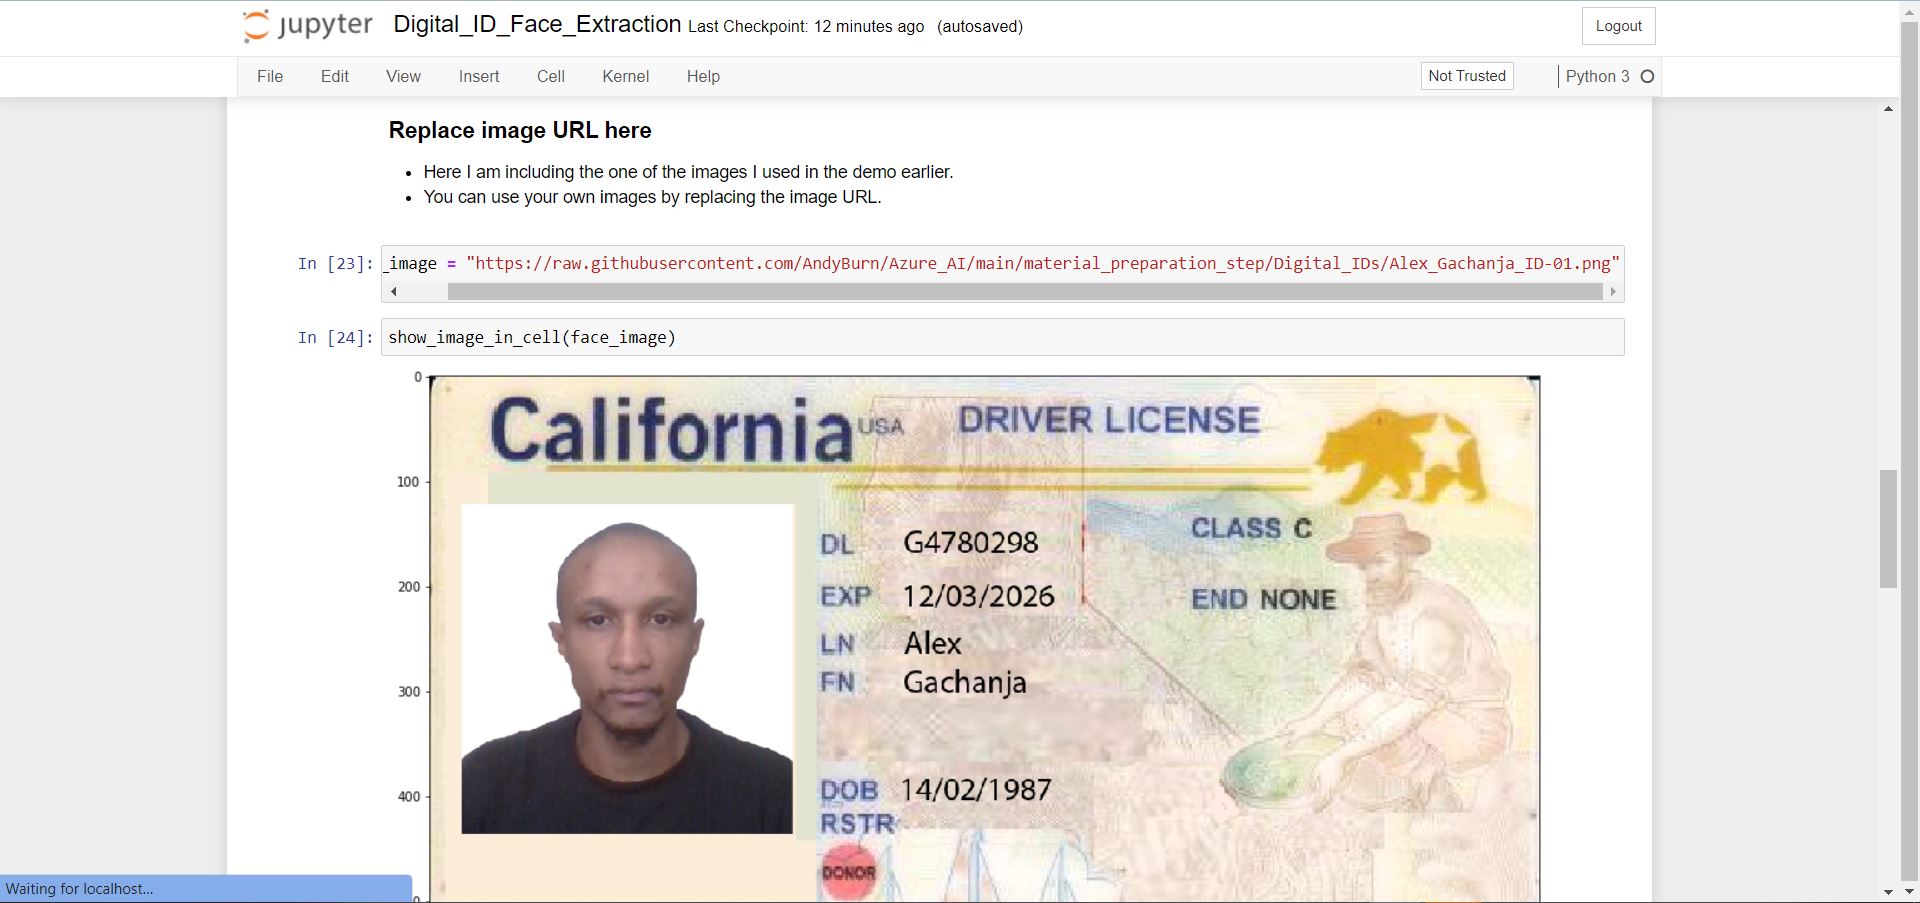 jupyter Digital_ID_Face_Extraction Last Checkpoint: 12 minutes ago (autosaved) Logout
File Edit View Insert Cell Kernel Help Not Trusted Python 3
Replace image URL here
Here I am including the one of the images I used in the demo earlier.
You can use your own images by replacing the image URL.
In [23]: _image = "https://raw.githubusercontent.com/AndyBurn/Azure_AI/main/material_preparation_step/Digital_IDs/Alex_Gachanja_ID-01.png"
In [24]: show_image_in_cell(face_image)
0
California USA DRIVER LICENSE
100
CLASS C
DL G4780298
200
EXP 12/03/2026
END NONE
LN Alex
FN Gachanja
300
DOB 14/02/1987
400
RSTR
DONOR
Waiting for localhost...